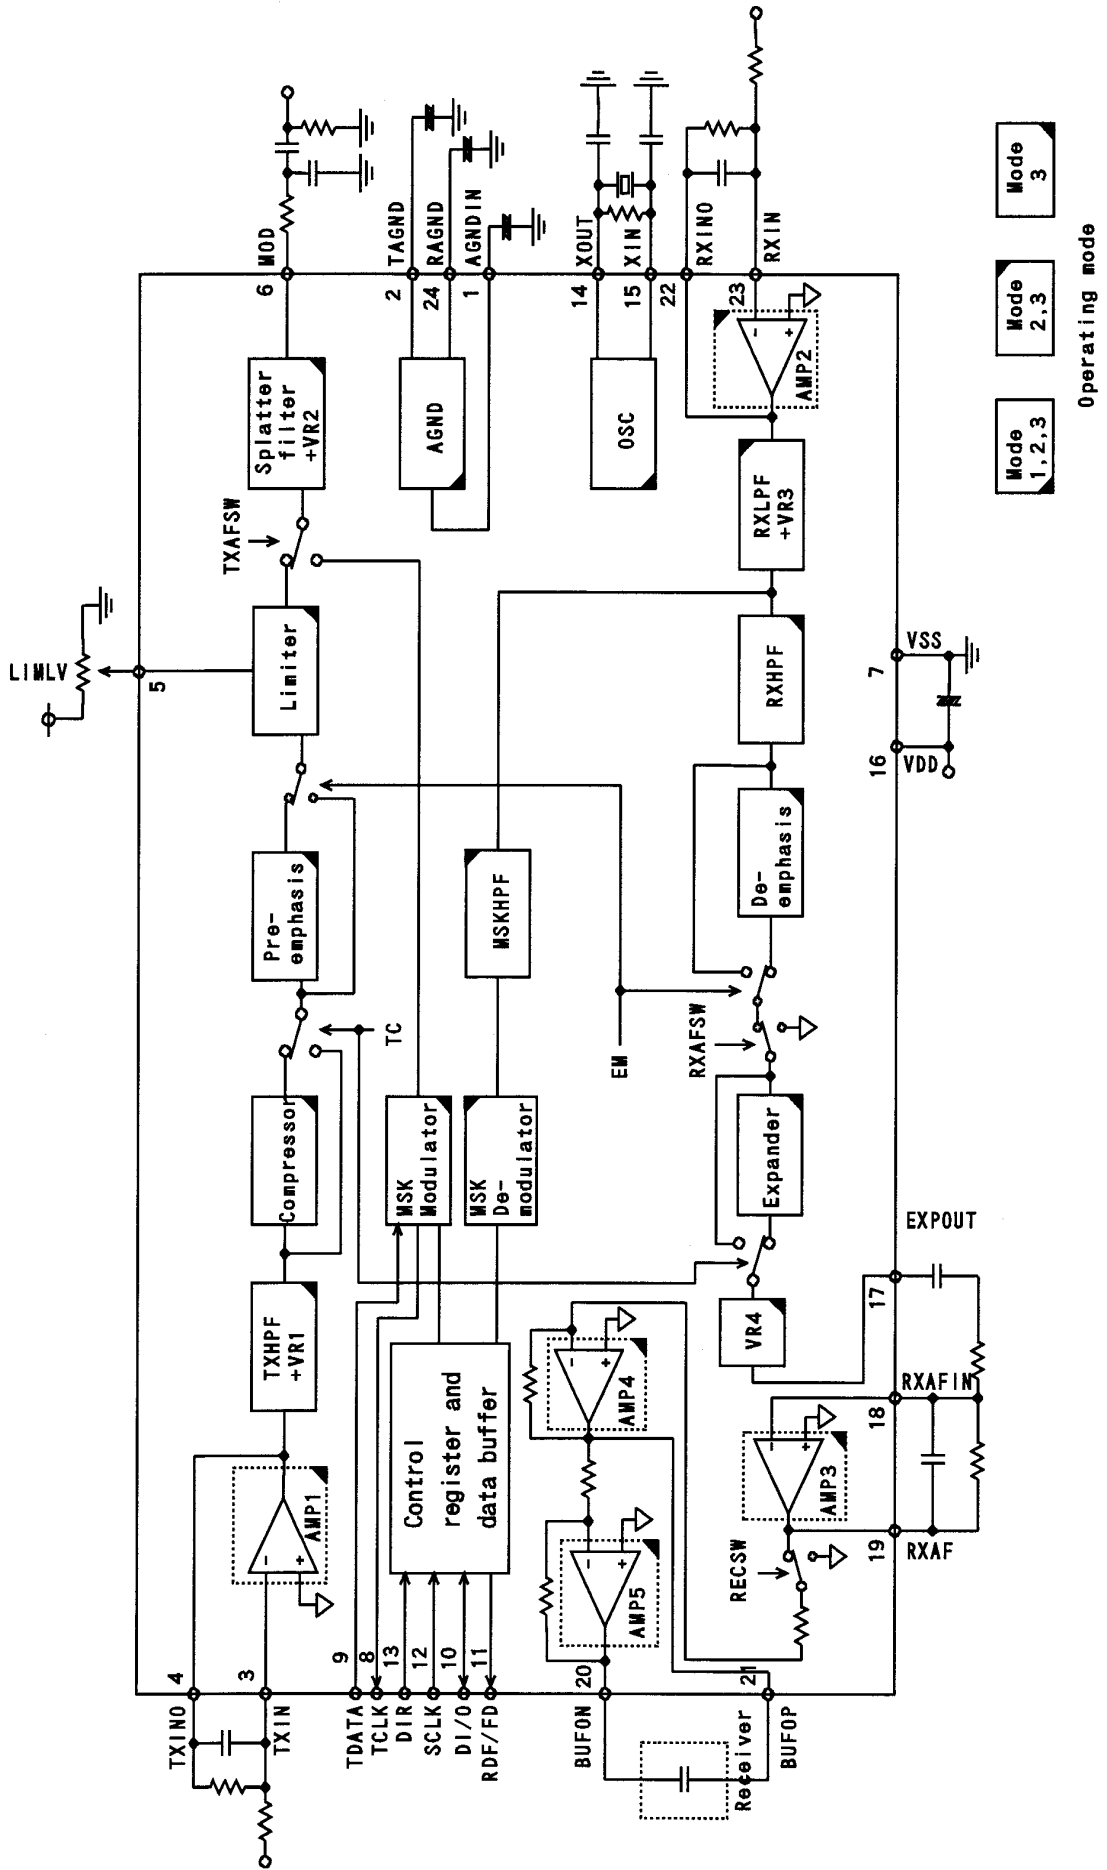 LIMLV
5
TXINO
4
TXIN
3
AMP1
TXHPF
+VR1
Compressor
TC
Pre-
emphasis
Limiter
TXAFSW
Splatter
filter
+VR2
6
MOD
TDATA
9
TCLK
8
DIR
13
SCLK
12
DI/O
10
RDF/FD
11
Control
register and
data buffer
MSK
Modulator
MSK
De-
modulator
MSKHPF
AGND
2
TAGND
24
RAGND
1
AGNDIN
OSC
14
XOUT
15
XIN
22
RXINO
23
RXIN
AMP2
RXLPF
+VR3
RXHPF
De-
emphasis
EM
RXAFSW
Expander
VR4
AMP4
AMP5
BUFON
20
BUFOP
21
Receiver
RECSW
AMP3
19
RXAF
18
RXAFIN
17
EXPOUT
16
VDD
7
VSS
Mode
1,2,3
Mode
2,3
Mode
3
Operating mode
- + - + - + - + - +